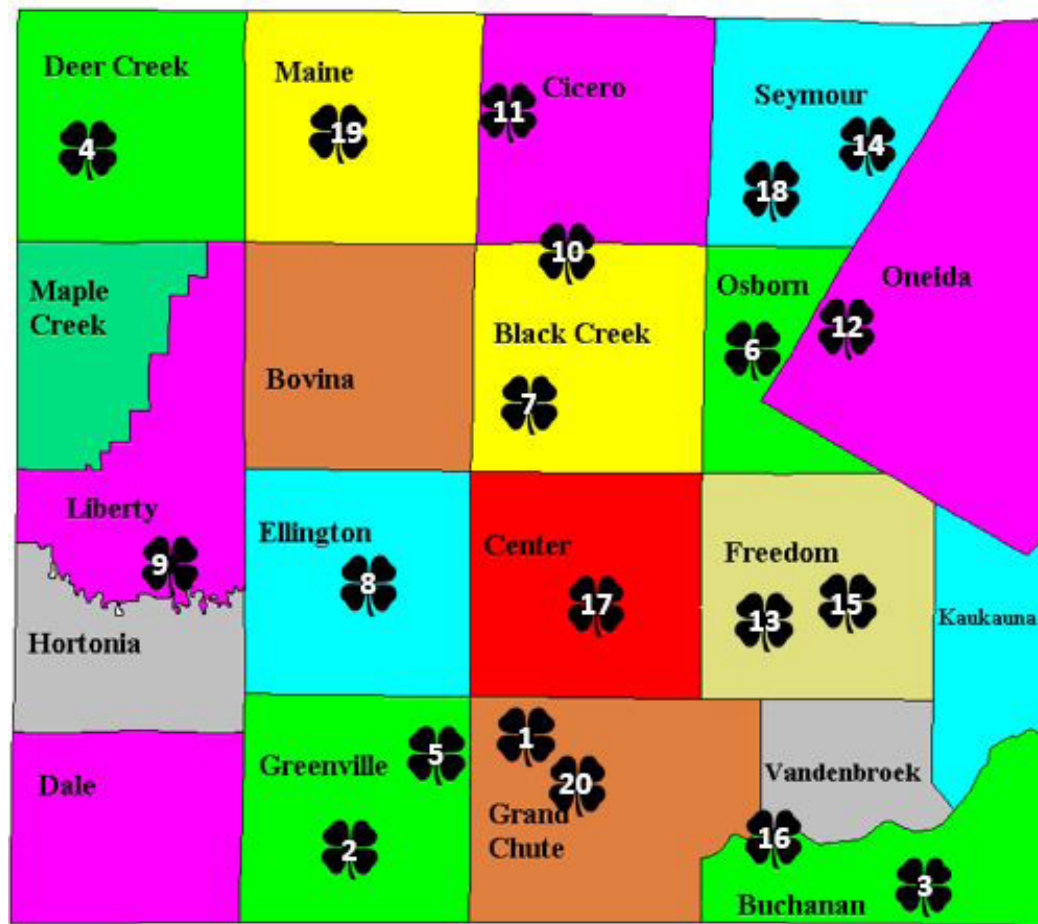 Deer Creek
Maine
Cicero
Seymour
4
19
11
14
18
Maple
Creek
Bovina
10
Black Creek
7
Osborn
6
12
Oneida
Liberty
9
Ellington
8
Center
17
Freedom
13
15
Kaukauna
Hortonia
Dale
Greenville
5
2
1
20
Grand
Chute
Vandenbroek
16
Buchanan
3